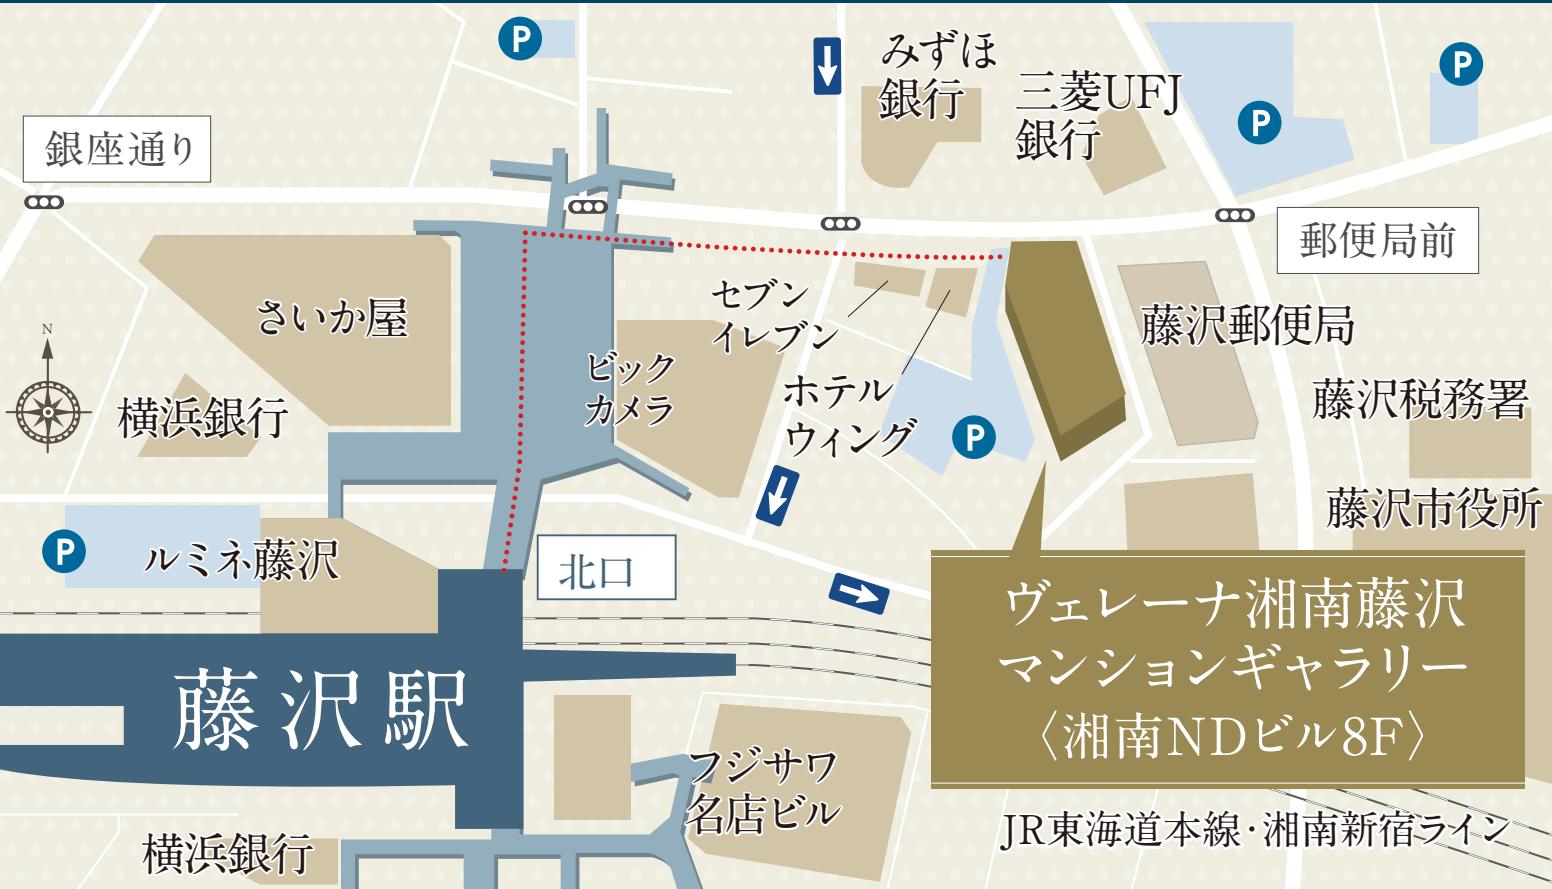 P
P
P
みずほ
銀行
三菱UFJ
銀行
銀座通り
郵便局前
さいか屋
セブン
イレブン
藤沢郵便局
N
ビック
カメラ
ホテル
ウィング
横浜銀行
P
藤沢税務署
藤沢市役所
P
ルミネ藤沢
北口
ヴェレーナ湘南藤沢
マンションギャラリー
〈湘南NDビル8F〉
藤沢駅
フジサワ
名店ビル
横浜銀行
JR東海道本線・湘南新宿ライン